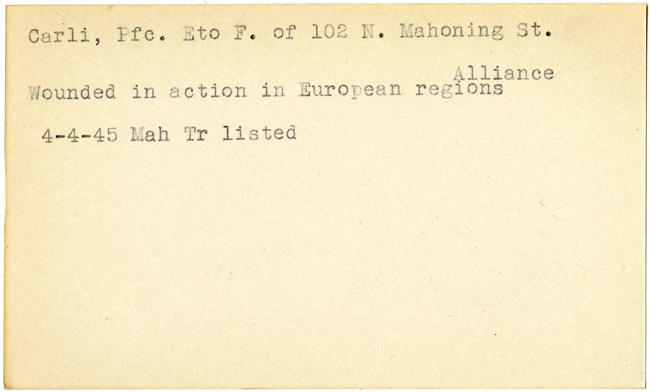 Carli, Pfc. Eto F. of 102 N. Mahoning St.
Alliance
Wounded in action in European regions
4-4-45 Mah Tr listed